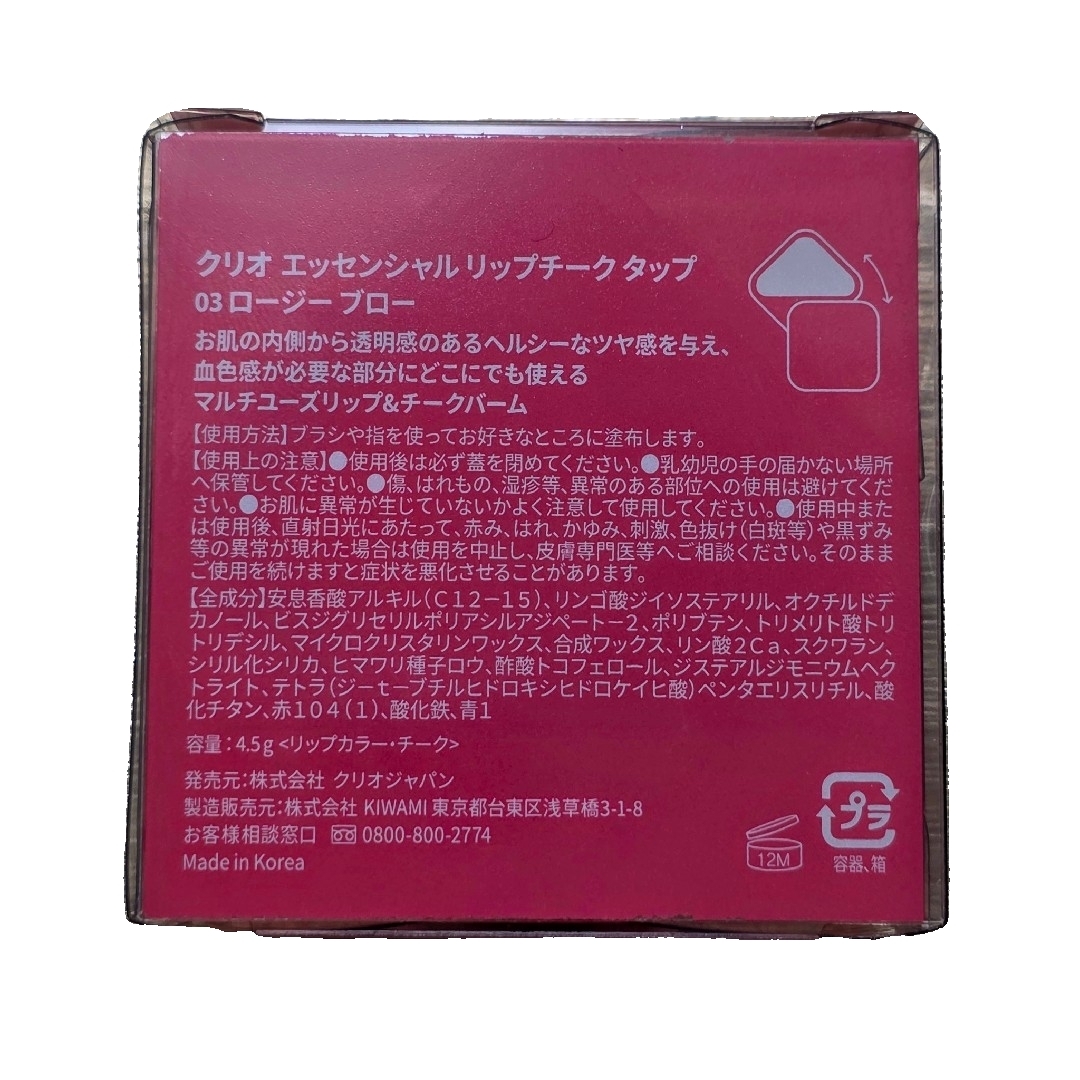 クリオ エッセンシャル リップチーク タップ
03 ロージー ブロー
お肌の内側から透明感のあるヘルシーなツヤ感を与え、
血色感が必要な部分にどこにでも使える
マルチユーズリップ&チークバーム
【使用方法】ブラシや指を使ってお好きなところに塗布します。
【使用上の注意】●使用後は必ず蓋を閉めてください。●乳幼児の手の届かない場所
へ保管してください。●傷、はれもの、湿疹等、異常のある部位への使用は避けてくだ
さい。●お肌に異常が生じていないかよく注意して使用してください。●使用中また
は使用後、直射日光にあたって、赤み、はれ、かゆみ、刺激、色抜け(白斑等)や黒ずみ
等の異常が現れた場合は使用を中止し、皮膚専門医等へご相談ください。そのまま
ご使用を続けますと症状を悪化させることがあります。
【全成分】安息香酸アルキル(C12-15)、リンゴ酸ジイソステアリル、オクチルドデ
カノール、ビスジグリセリルポリアシルアジペート-2、ポリブテン、トリメリト酸トリ
トリデシル、マイクロクリスタリンワックス、合成ワックス、リン酸2Ca、スクワラン、
シリル化シリカ、ヒマワリ種子ロウ、酢酸トコフェロール、ジステアルジモニウムヘク
トライト、テトラ(ジ-t-ブチルヒドロキシヒドロケイヒ酸)ペンタエリスリチル、酸
化チタン、赤104(1)、酸化鉄、青1
容量:4.5g<リップカラー・チーク>
発売元:株式会社 クリオジャパン
製造販売元:株式会社 KIWAMI 東京都台東区浅草橋3-1-8
お客様相談窓口 0800-800-2774
Made in Korea
12M
プラ
容器、箱